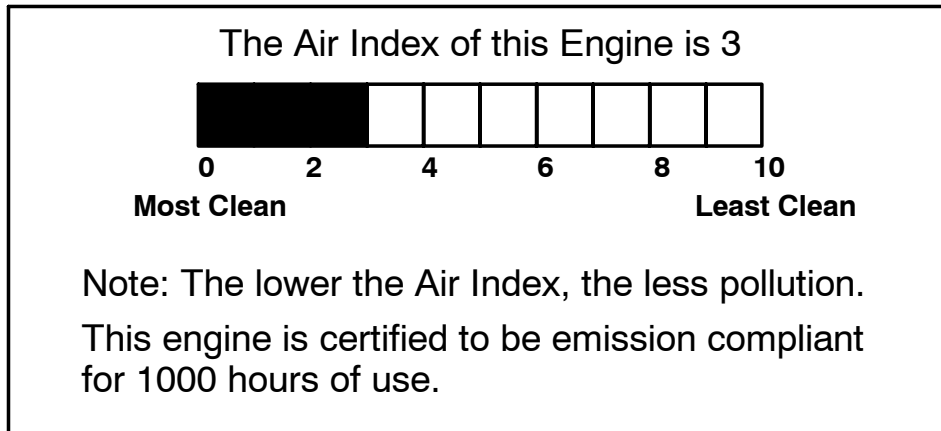 The Air Index of this Engine is 3
0 2 4 6 8 10
Most Clean Least Clean
Note: The lower the Air Index, the less pollution.
This engine is certified to be emission compliant
for 1000 hours of use.